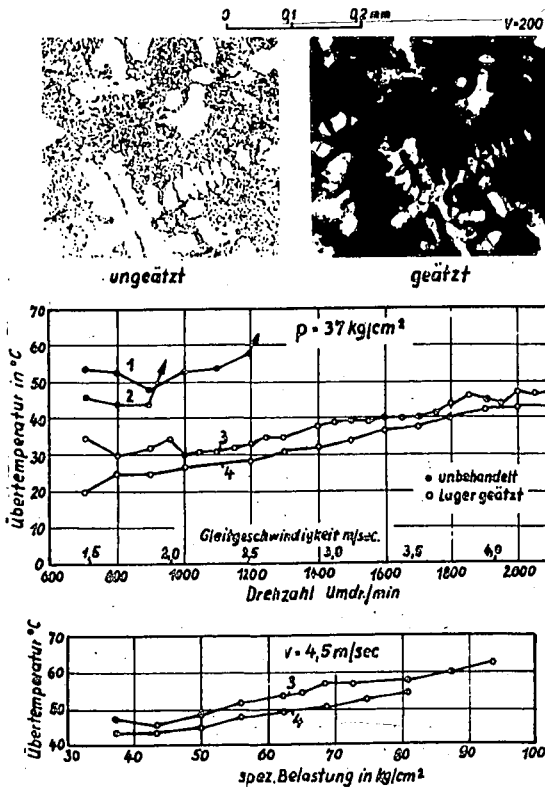 0 0,1 0,2 mm V=200
ungeätzt geätzt
70
60
50
40
30
20
10
0
Übertemperatur in °C
p = 37 kg/cm²
1
2
3
4
• unbehandelt
○ Lager geätzt
Gleitgeschwindigkeit m/sec.
1,5 2,0 2,5 3,0 3,5 4,0
600 800 1000 1200 1400 1600 1800 2000
Drehzahl Umdr./min
70
60
50
40
Übertemperatur °C
v = 4,5 m/sec
3
4
30 40 50 60 70 80 90 100
spez. Belastung in kg/cm²